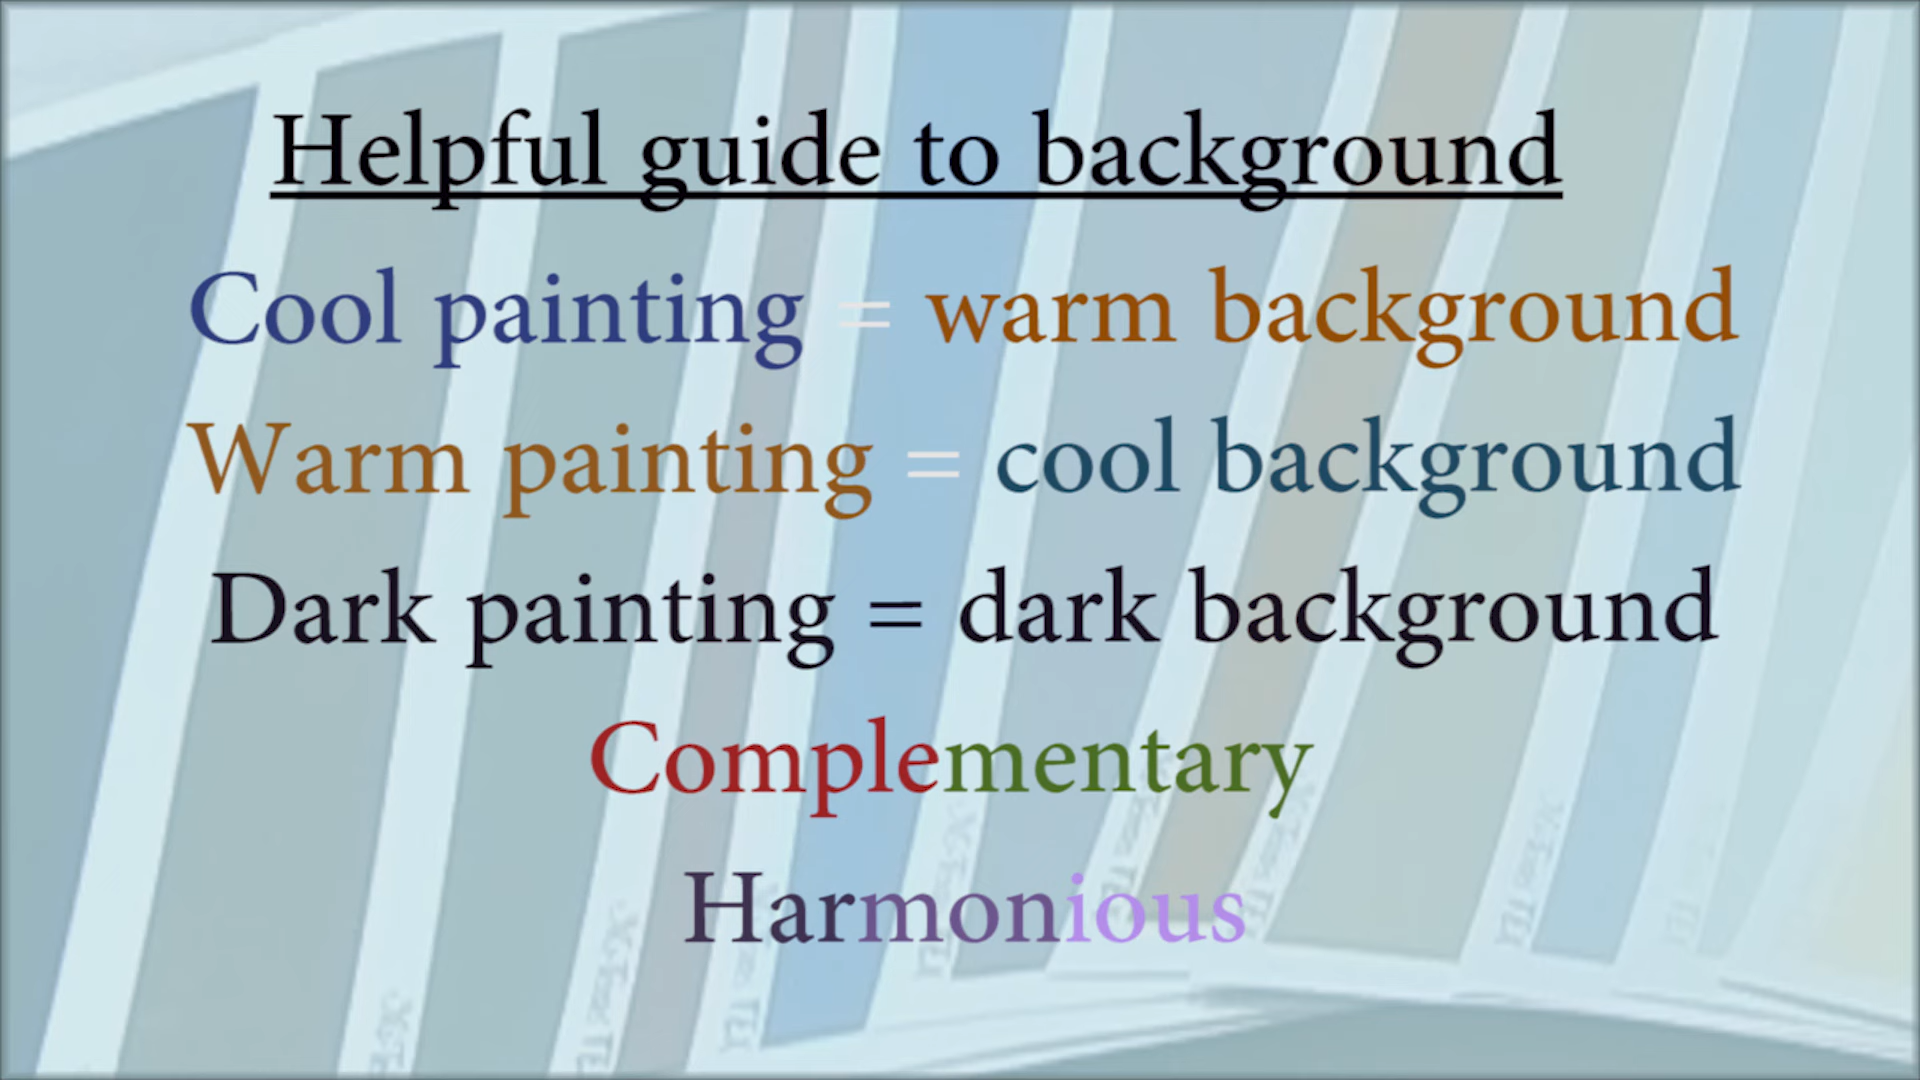 Helpful guide to background
Cool painting = warm background
Warm painting = cool background
Dark painting = dark background
Complementary
Harmonious